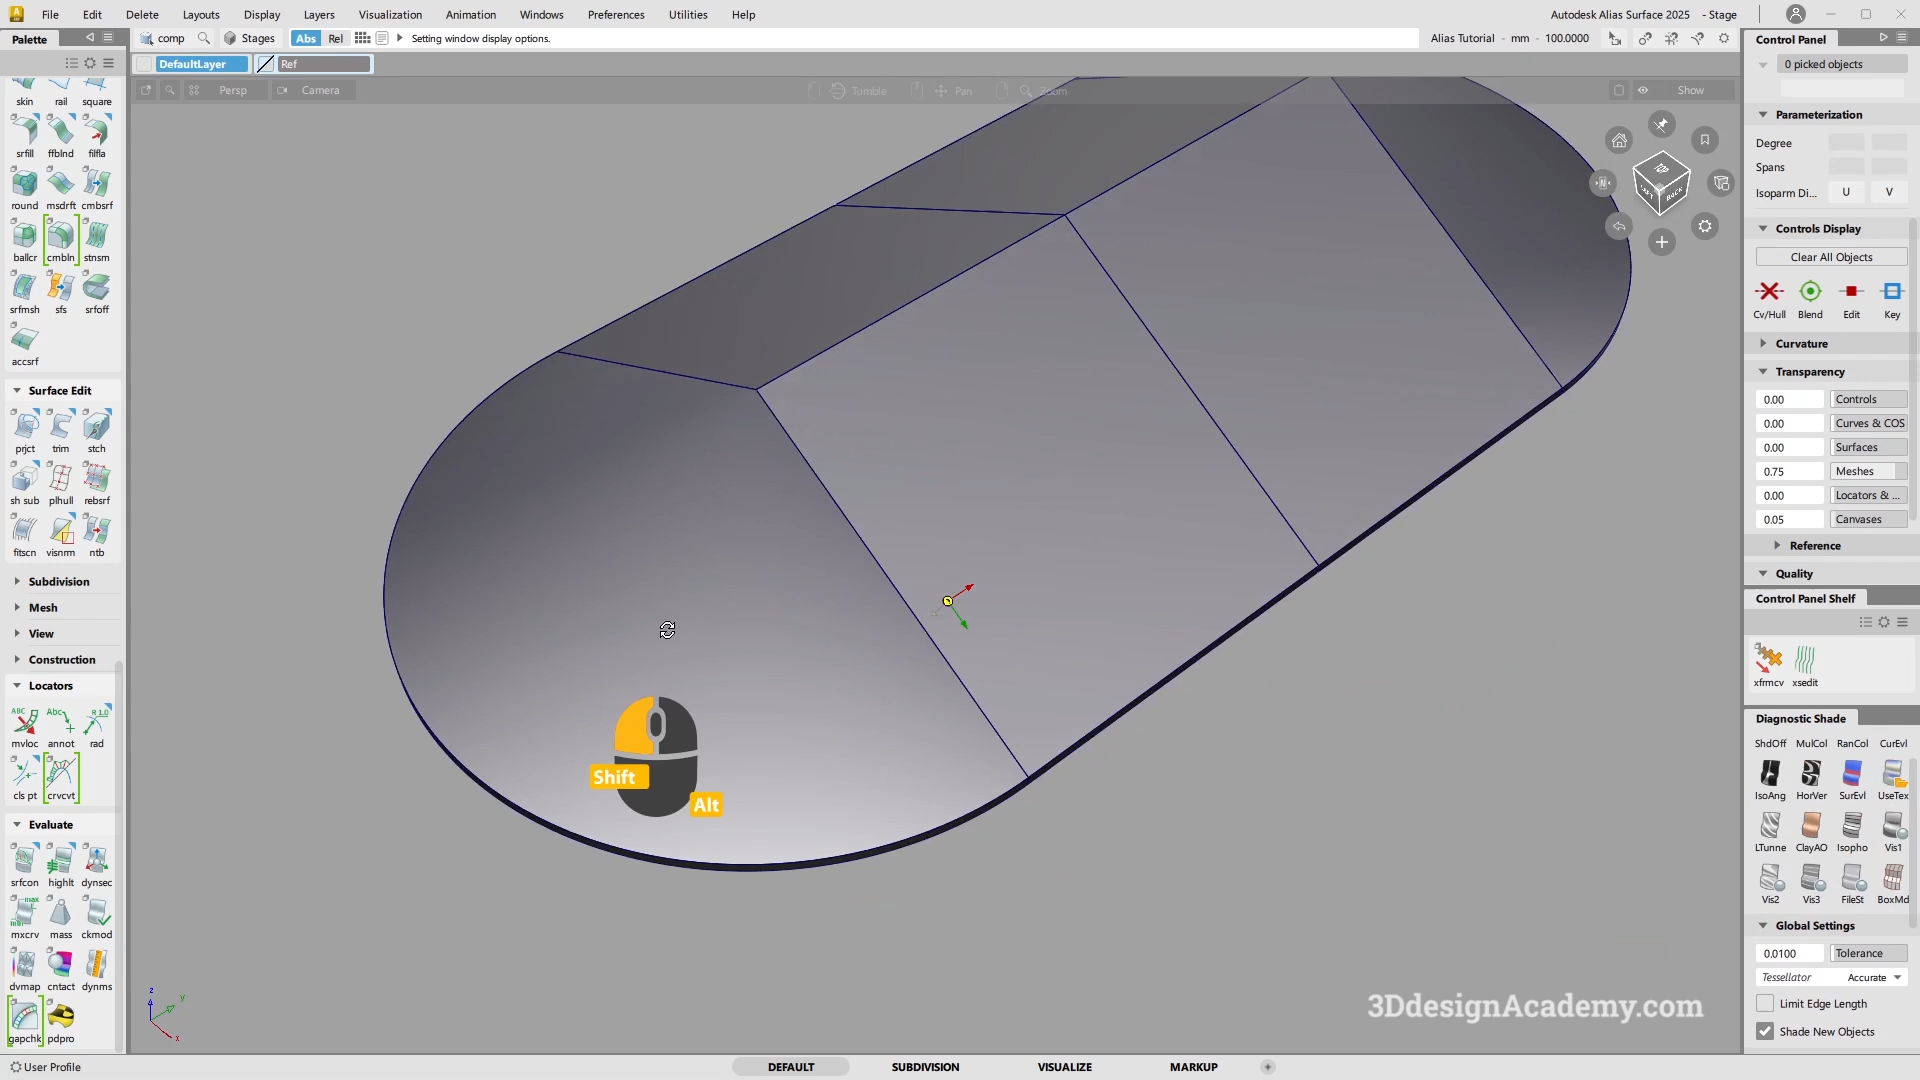 File Edit Delete Layouts Display Layers Visualization Animation Windows Preferences Utilities Help
Autodesk Alias Surface 2025 - Stage
Palette
comp Stages Abs Rel Setting window display options.
Alias Tutorial - mm - 100.0000
DefaultLayer Ref
Persp Camera Tumble Pan Zoom Show
skin rail square
srfill ffblnd filfla
round msdrft cmbsrf
ballcr crnbln stnsm
srfmsh sfs srfoff
accsrf
Surface Edit
prjct trim stch
sh sub plhull rebsrf
fitscn visnrm ntb
Subdivision
Mesh
View
Construction
Locators
mvloc annot rad
cls pt crvcvt
Evaluate
srfcon highlt dynsec
mxcrv mass ckmod
dvmap cntact dynms
gapchk pdpro
User Profile
Shift
Alt
z
y
x
3DdesignAcademy.com
DEFAULT SUBDIVISION VISUALIZE MARKUP
Control Panel
0 picked objects
Parameterization
Degree
Spans
Isoparm Di... U V
Controls Display
Clear All Objects
Cv/Hull Blend Edit Key
Curvature
Transparency
0.00 Controls
0.00 Curves & COS
0.00 Surfaces
0.75 Meshes
0.00 Locators & ...
0.05 Canvases
Reference
Quality
Control Panel Shelf
xfrmcv xsedit
Diagnostic Shade
ShdOff MulCol RanCol CurEvl
IsoAng HorVer SurEvl UseTex
LTunne ClayAO Isopho Vis1
Vis2 Vis3 FileSt BoxMd
Global Settings
0.0100 Tolerance
Tessellator Accurate
Limit Edge Length
Shade New Objects